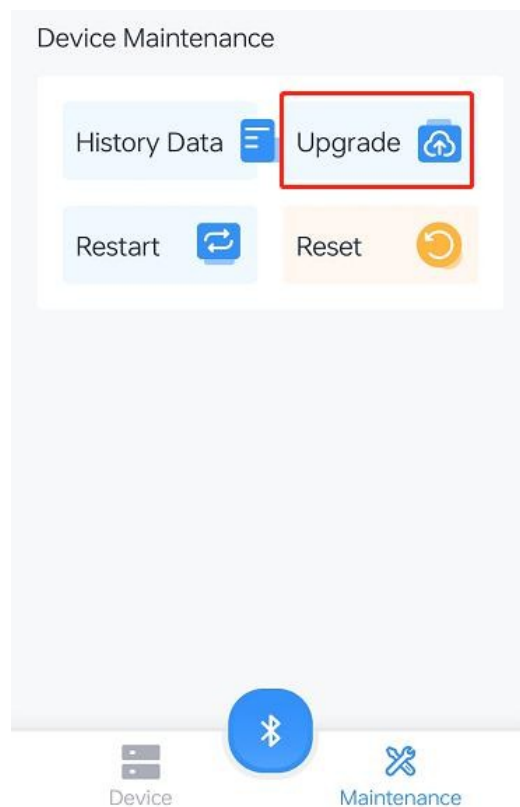 Device Maintenance
History Data
Upgrade
Restart
Reset
Device
Maintenance